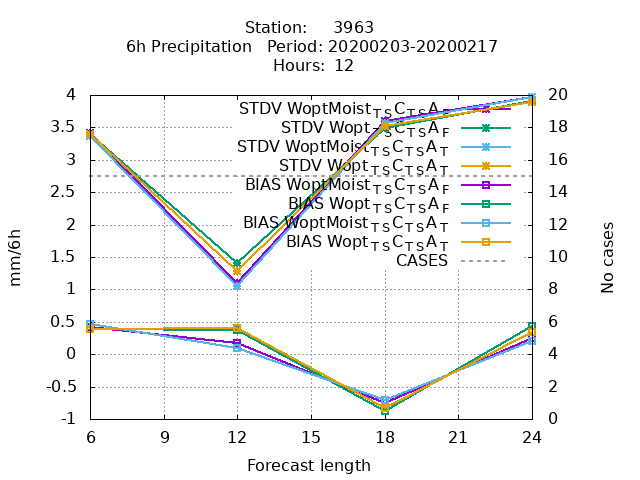 Station: 3963
6h Precipitation Period: 20200203-20200217
Hours: 12
4 20
STDV WoptMoistTSCTSAF
3.5 STDV WoptTSCTSAF 18
STDV WoptMoistTSCTSAT
3 STDV WoptTSCTSAT 16
BIAS WoptMoistTSCTSAF
2.5 BIAS WoptTSCTSAF 14
2 BIAS WoptMoistTSCTSAT 12
BIAS WoptTSCTSAT
1.5 CASES 10
1 8
0.5 6
0 4
-0.5 2
-1 0
6 9 12 15 18 21 24
Forecast length
mm/6h
No cases